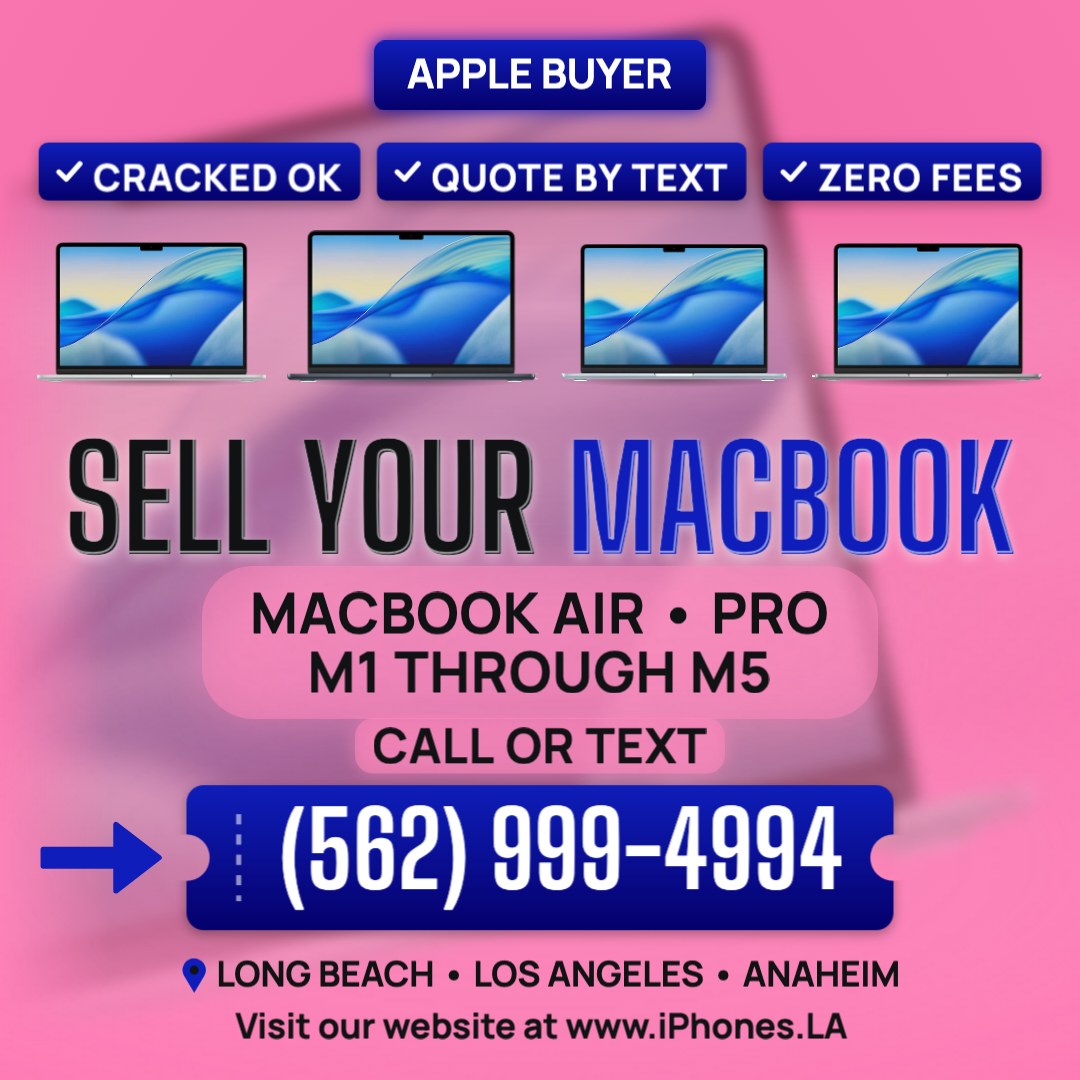 APPLE BUYER
✓ CRACKED OK ✓ QUOTE BY TEXT ✓ ZERO FEES
SELL YOUR MACBOOK
MACBOOK AIR • PRO
M1 THROUGH M5
CALL OR TEXT
(562) 999-4994
LONG BEACH • LOS ANGELES • ANAHEIM
Visit our website at www.iPhones.LA